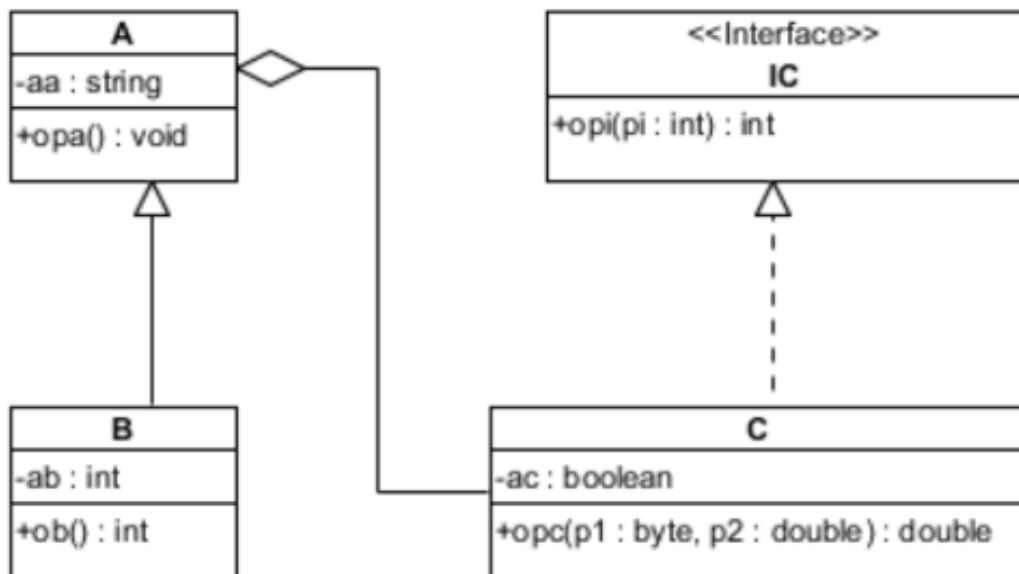 A
-aa : string
+opa() : void
<<Interface>>
IC
+opi(pi : int) : int
B
-ab : int
+ob() : int
C
-ac : boolean
+opc(p1 : byte, p2 : double) : double